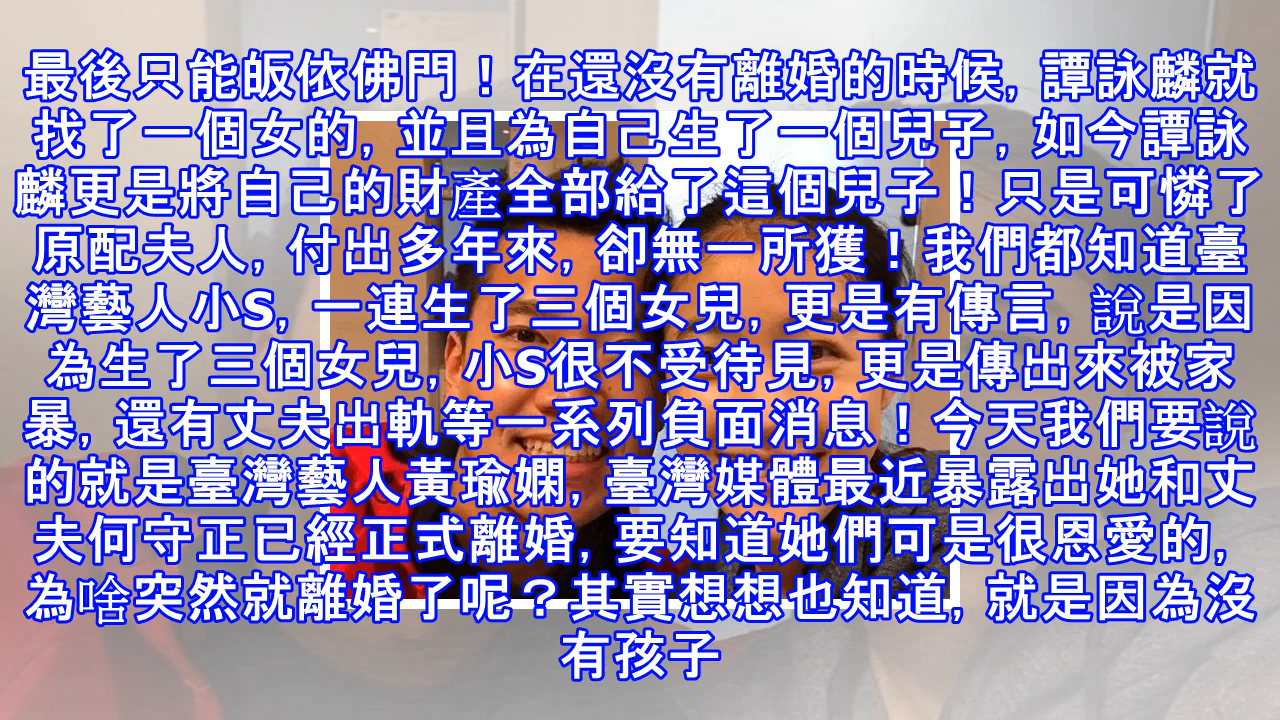 最後只能皈依佛門！在還沒有離婚的時候, 譚詠麟就
找了一個女的, 並且為自己生了一個兒子, 如今譚詠
麟更是將自己的財產全部給了這個兒子！只是可憐了
原配夫人, 付出多年來, 卻無一所獲！我們都知道臺
灣藝人小S, 一連生了三個女兒, 更是有傳言, 說是因
為生了三個女兒, 小S很不受待見, 更是傳出來被家
暴, 還有丈夫出軌等一系列負面消息！今天我們要說
的就是臺灣藝人黃瑜嫻, 臺灣媒體最近暴露出她和丈
夫何守正已經正式離婚, 要知道她們可是很恩愛的,
為啥突然就離婚了呢？其實想想也知道, 就是因為沒
有孩子